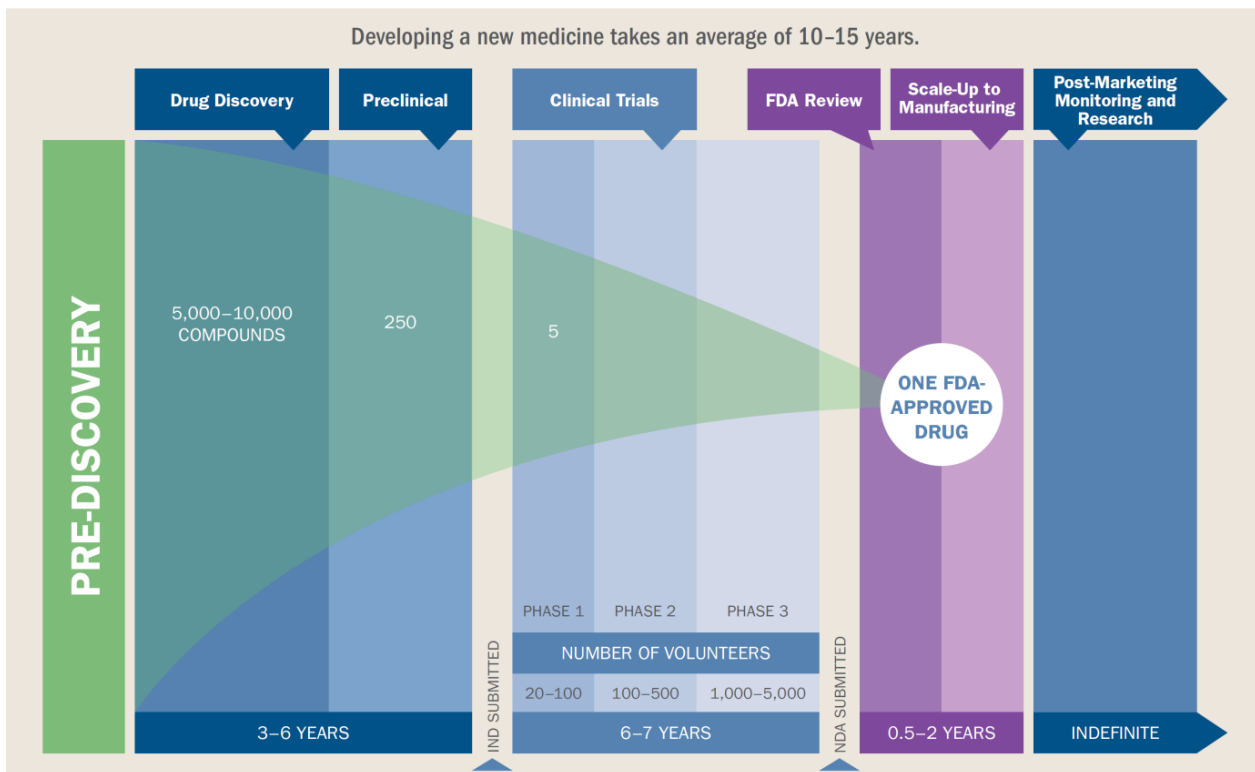 Developing a new medicine takes an average of 10–15 years.
Drug Discovery
Preclinical
Clinical Trials
FDA Review
Scale-Up to
Manufacturing
Post-Marketing
Monitoring and
Research
PRE-DISCOVERY
5,000–10,000
COMPOUNDS
250
5
ONE FDA-
APPROVED
DRUG
PHASE 1
PHASE 2
PHASE 3
NUMBER OF VOLUNTEERS
20–100
100–500
1,000–5,000
IND SUBMITTED
NDA SUBMITTED
3–6 YEARS
6–7 YEARS
0.5–2 YEARS
INDEFINITE